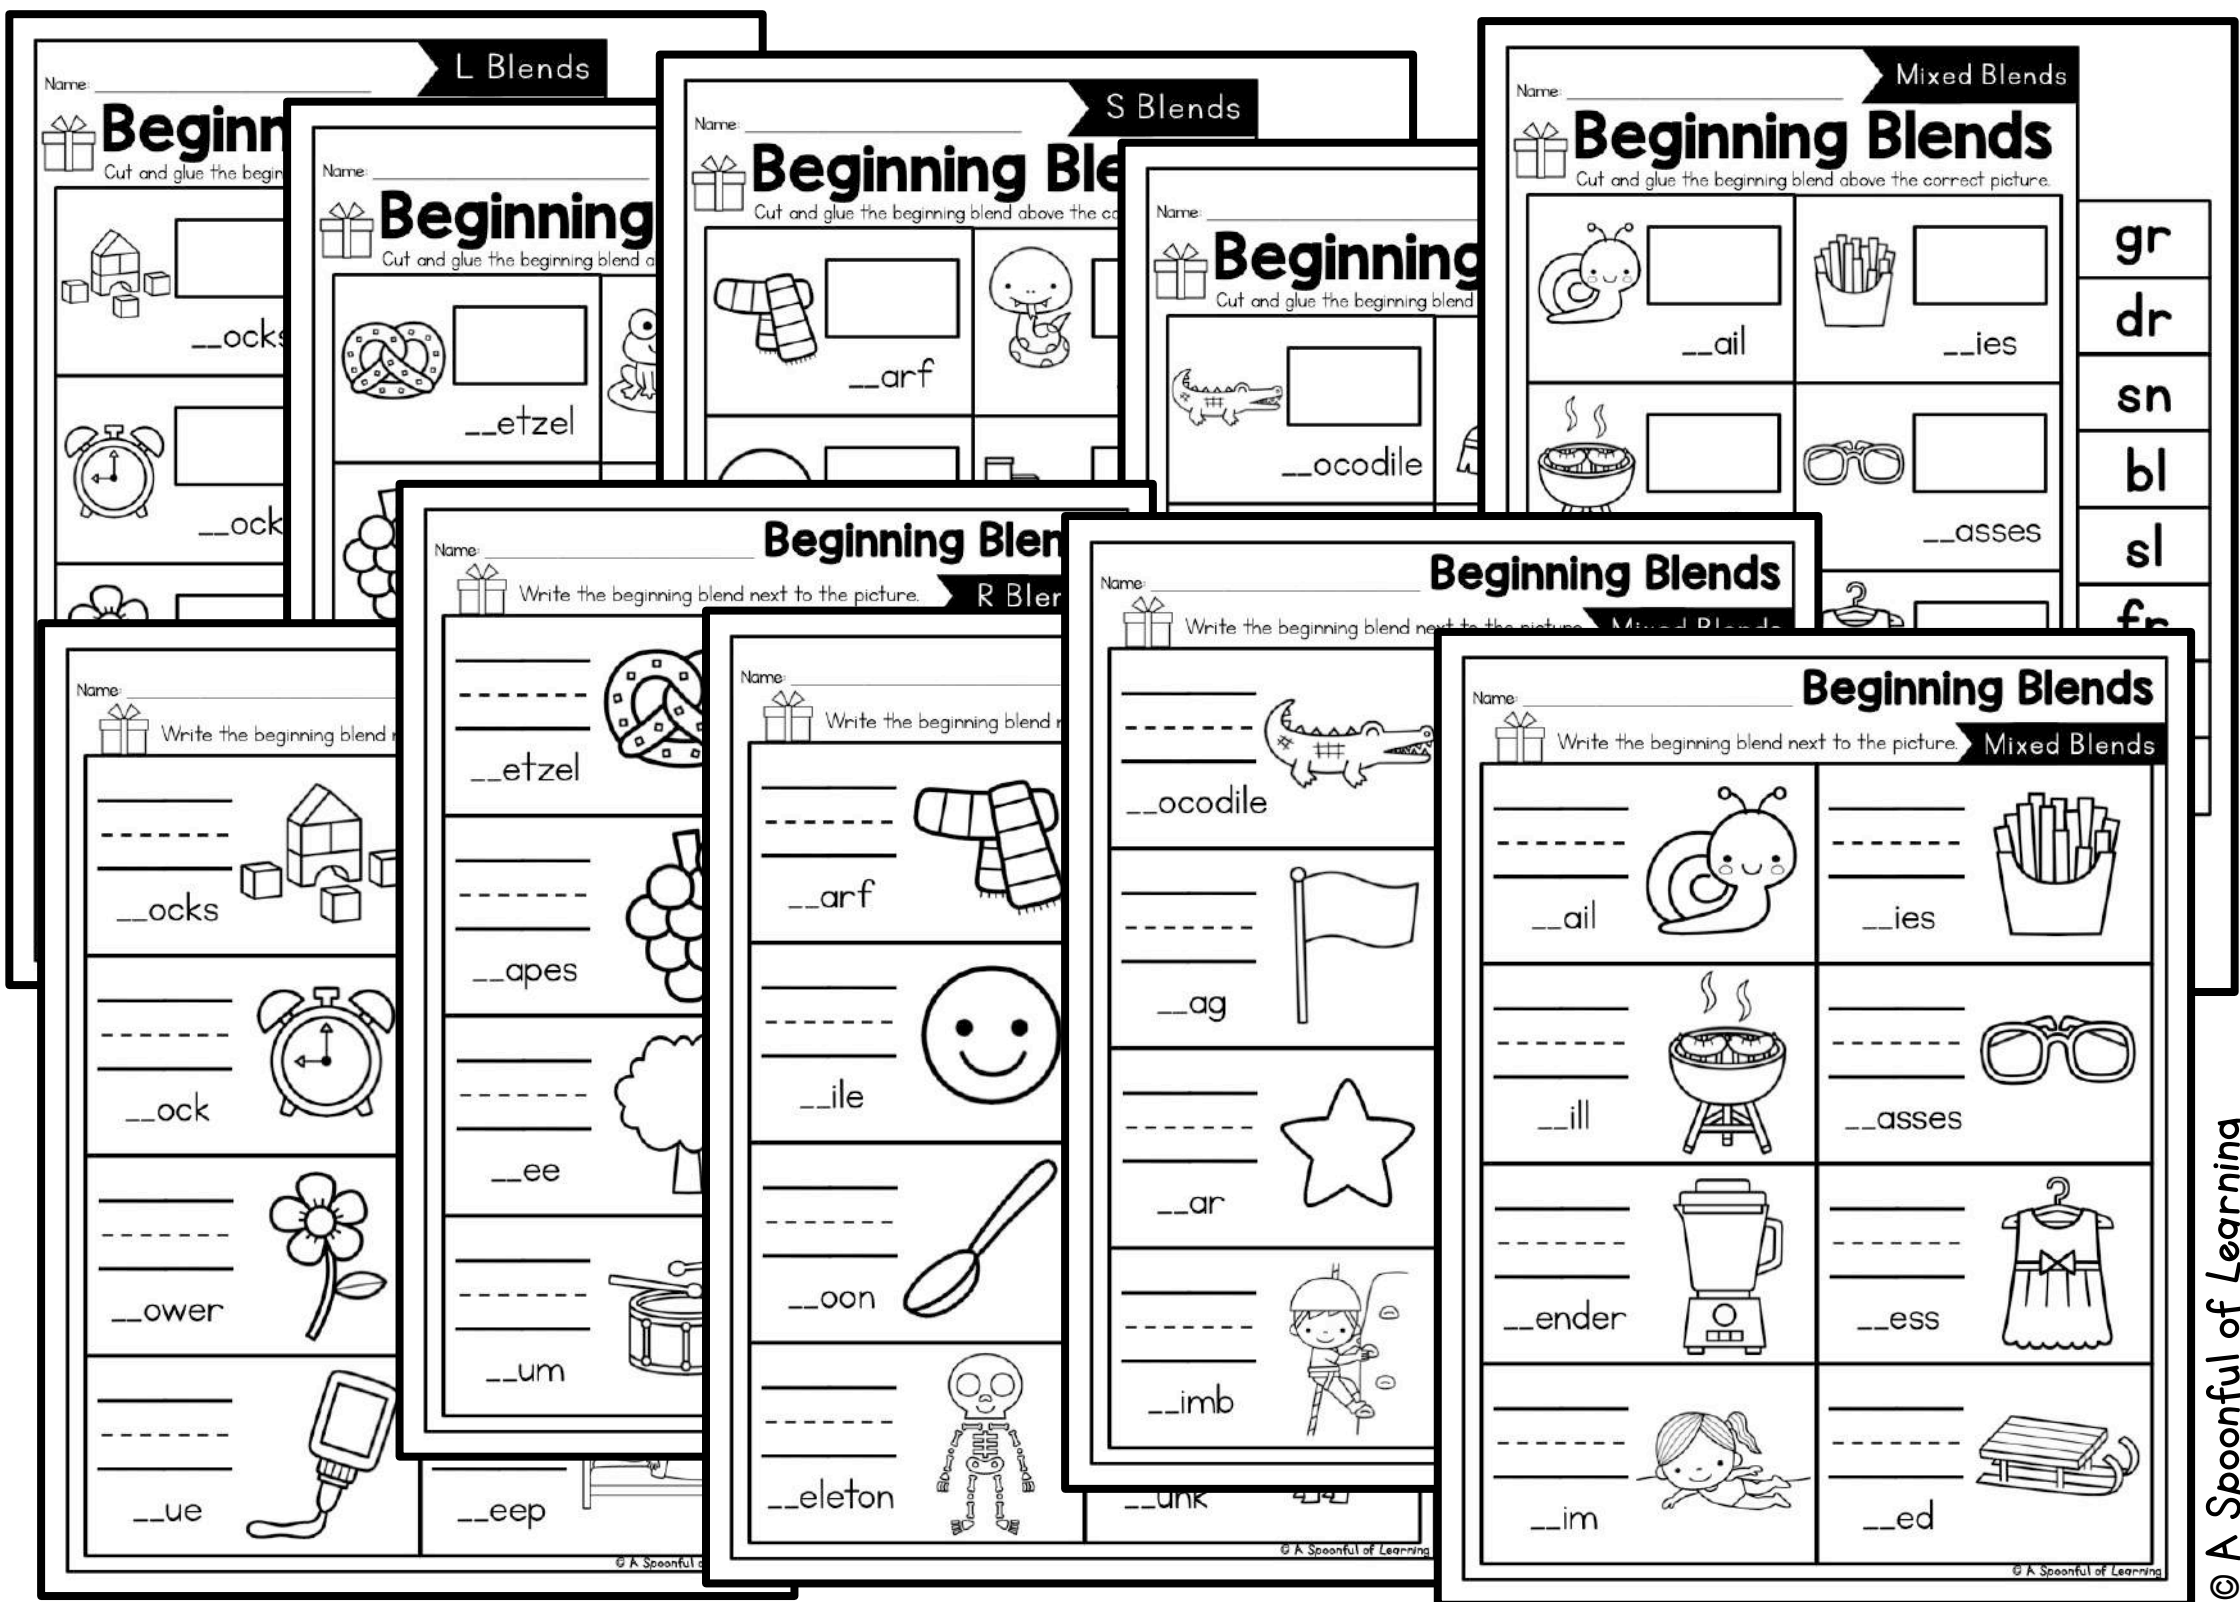 L Blends
Name:
Beginn
Cut and glue the begin
__ocks
__ock
Name:
Beginning
Cut and glue the beginning blend a
__etzel
S Blends
Name:
Beginning Ble
Cut and glue the beginning blend above the co
__arf
Name:
Beginning
Cut and glue the beginning blend
__ocodile
Mixed Blends
Name:
Beginning Blends
Cut and glue the beginning blend above the correct picture.
__ail
__ies
__asses
gr
dr
sn
bl
sl
fr
Name:
Write the beginning blend
__ocks
__ock
__ower
__ue
__eep
© A Spoonful o
Name:
Beginning Blen
Write the beginning blend next to the picture.
R Blen
__etzel
__apes
__ee
__um
Name:
Write the beginning blend
__arf
__ile
__oon
__eleton
__unk
© A Spoonful of Learning
Name:
Beginning Blends
Write the beginning blend next to the picture.
Mixed Blends
__ocodile
__ag
__ar
__imb
Name:
Beginning Blends
Write the beginning blend next to the picture.
Mixed Blends
__ail
__ies
__ill
__asses
__ender
__ess
__im
__ed
© A Spoonful of Learning
© A Spoonful of Learning